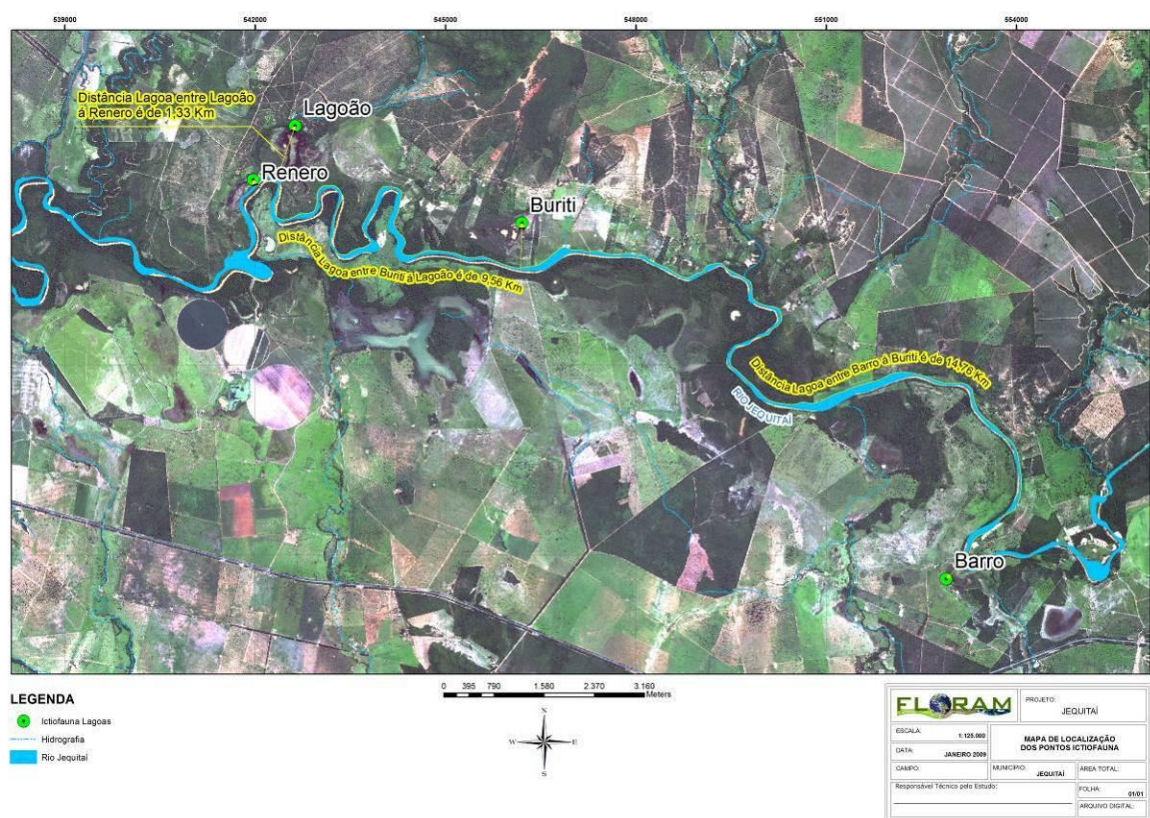 539000 542000 545000 548000 551000 554000
Distância Lagoa entre Lagoão
á Renero é de 1,33 Km
Lagoão
Renero
Buriti
Distância Lagoa entre Buriti á Lagoão é de 9,56 Km
Distância Lagoa entre Barro á Buriti é de 14,76 Km
RIO JEQUITAÍ
Barro
LEGENDA
Ictiofauna Lagoas
Hidrografia
Rio Jequitaí
0 395 790 1.580 2.370 3.160
Meters
N
W E
S
FLORAM
PROJETO:
JEQUITAÍ
ESCALA: 1:125.000
DATA: JANEIRO 2009
MAPA DE LOCALIZAÇÃO
DOS PONTOS ICTIOFAUNA
CAMPO:
MUNICÍPIO: JEQUITAÍ
ÁREA TOTAL:
Responsável Técnico pelo Estudo:
FOLHA: 01/01
ARQUIVO DIGITAL: